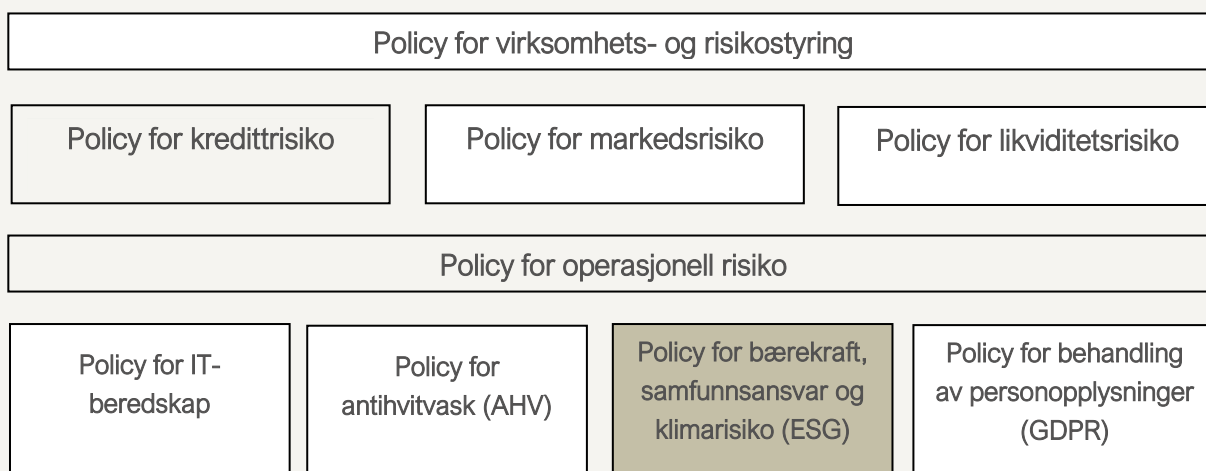 Policy for virksomhets- og risikostyring
Policy for kredittrisiko
Policy for markedsrisiko
Policy for likviditetsrisiko
Policy for operasjonell risiko
Policy for IT-
beredskap
Policy for
antihvitvask (AHV)
Policy for bærekraft,
samfunnsansvar og
klimarisiko (ESG)
Policy for behandling
av personopplysninger
(GDPR)